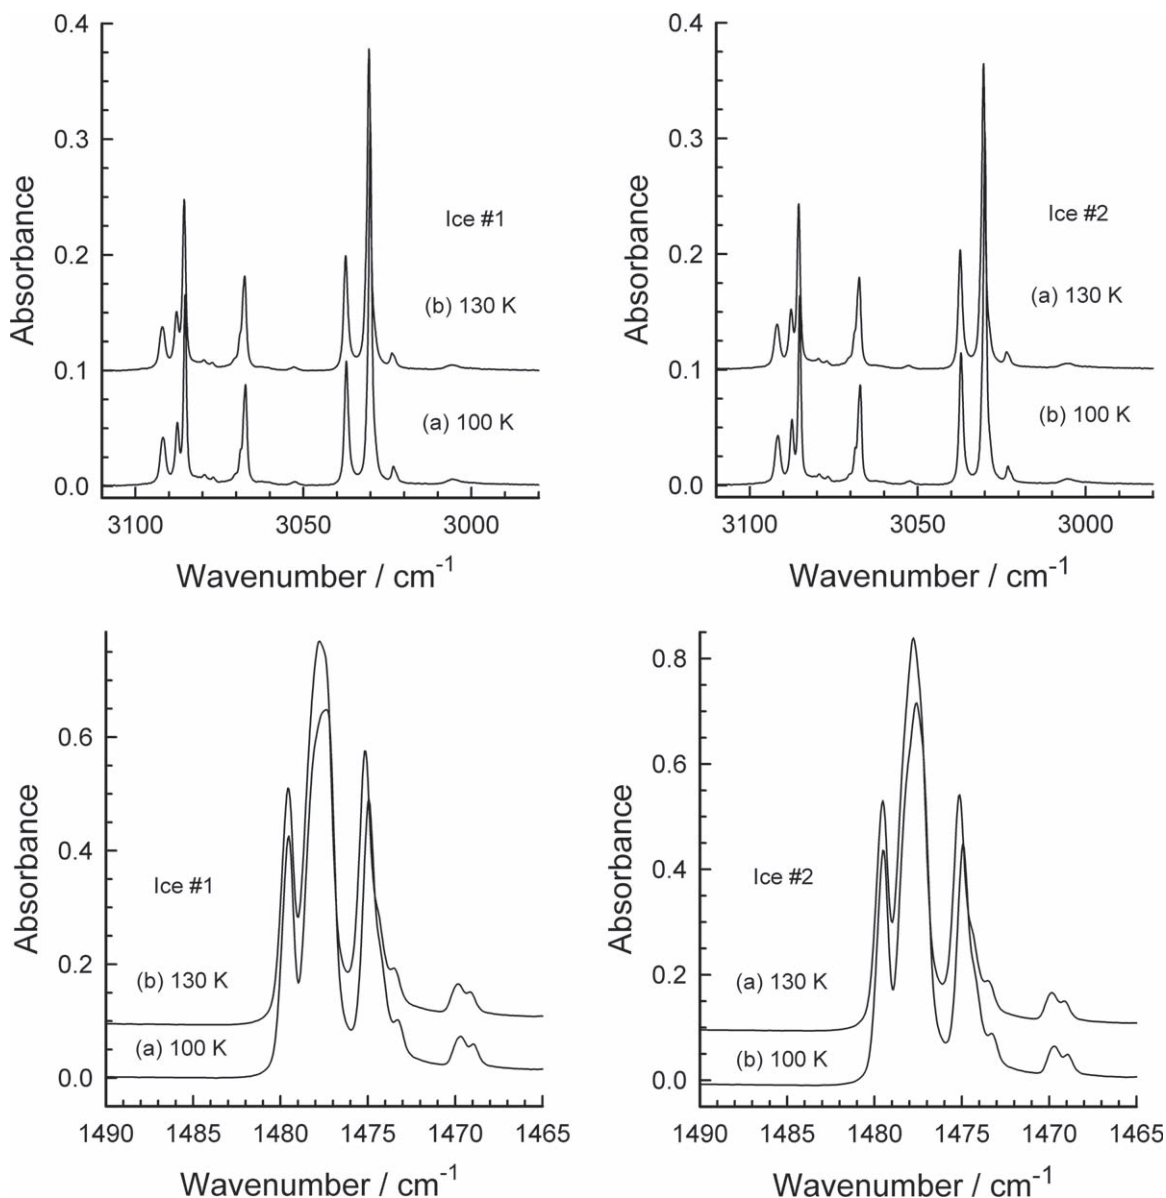 0.4
0.3
0.2
0.1
0.0
Absorbance
Ice #1
(b) 130 K
(a) 100 K
3100 3050 3000
Wavenumber / cm-1
0.4
0.3
0.2
0.1
0.0
Absorbance
Ice #2
(a) 130 K
(b) 100 K
3100 3050 3000
Wavenumber / cm-1
0.6
0.4
0.2
0.0
Absorbance
Ice #1
(b) 130 K
(a) 100 K
1490 1485 1480 1475 1470 1465
Wavenumber / cm-1
0.8
0.6
0.4
0.2
0.0
Absorbance
Ice #2
(a) 130 K
(b) 100 K
1490 1485 1480 1475 1470 1465
Wavenumber / cm-1